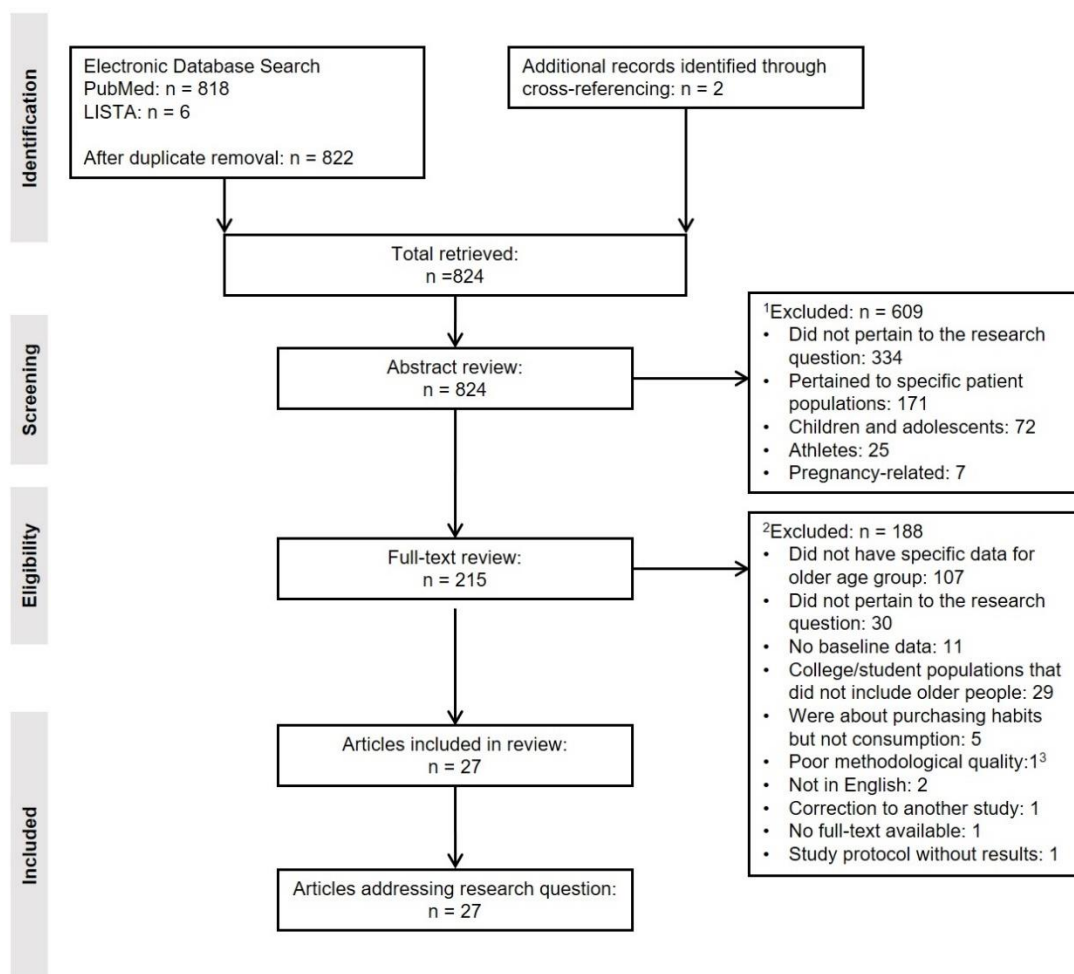 Identification
Electronic Database Search
PubMed: n = 818
LISTA: n = 6
After duplicate removal: n = 822
Additional records identified through
cross-referencing: n = 2
Total retrieved:
n =824
Screening
Abstract review:
n = 824
¹Excluded: n = 609
• Did not pertain to the research
question: 334
• Pertained to specific patient
populations: 171
• Children and adolescents: 72
• Athletes: 25
• Pregnancy-related: 7
Eligibility
Full-text review:
n = 215
²Excluded: n = 188
• Did not have specific data for
older age group: 107
• Did not pertain to the research
question: 30
• No baseline data: 11
• College/student populations that
did not include older people: 29
• Were about purchasing habits
but not consumption: 5
• Poor methodological quality:1³
• Not in English: 2
• Correction to another study: 1
• No full-text available: 1
• Study protocol without results: 1
Included
Articles included in review:
n = 27
Articles addressing research question:
n = 27